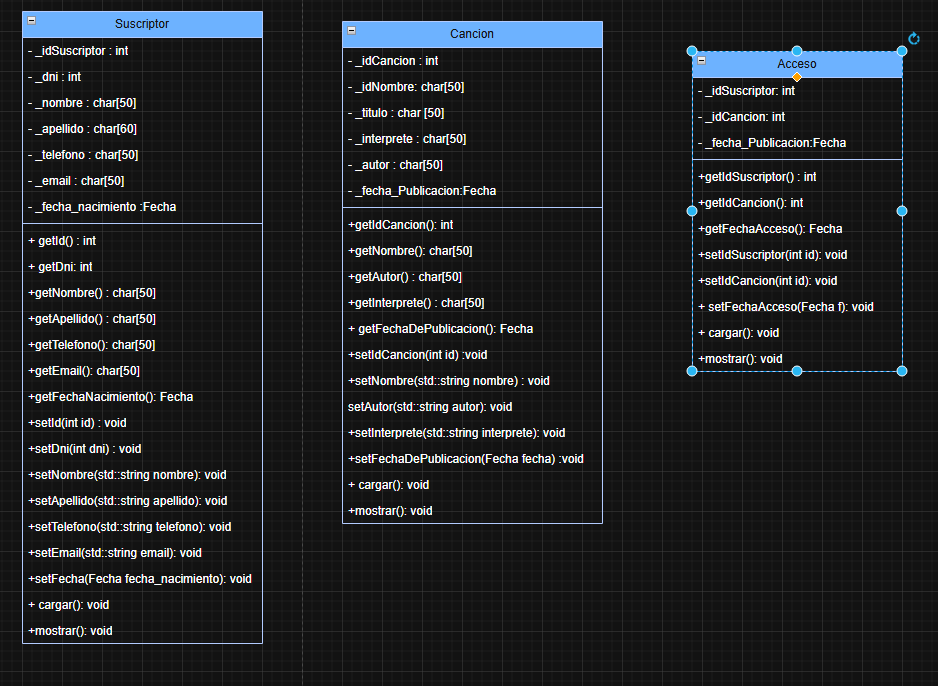 Suscriptor
- _idSuscriptor : int
- _dni : int
- _nombre : char[50]
- _apellido : char[60]
- _telefono : char[50]
- _email : char[50]
- _fecha_nacimiento :Fecha
+ getId() : int
+ getDni: int
+getNombre() : char[50]
+getApellido() : char[50]
+getTelefono(): char[50]
+getEmail(): char[50]
+getFechaNacimiento(): Fecha
+setId(int id) : void
+setDni(int dni) : void
+setNombre(std::string nombre): void
+setApellido(std::string apellido): void
+setTelefono(std::string telefono): void
+setEmail(std::string email): void
+setFecha(Fecha fecha_nacimiento): void
+ cargar(): void
+mostrar(): void
Cancion
- _idCancion : int
- _idNombre: char[50]
- _titulo : char [50]
- _interprete : char[50]
- _autor : char[50]
- _fecha_Publicacion:Fecha
+getIdCancion(): int
+getNombre(): char[50]
+getAutor() : char[50]
+getInterprete() : char[50]
+ getFechaDePublicacion(): Fecha
+setIdCancion(int id) :void
+setNombre(std::string nombre) : void
setAutor(std::string autor): void
+setInterprete(std::string interprete): void
+setFechaDePublicacion(Fecha fecha) :void
+ cargar(): void
+mostrar(): void
Acceso
- _idSuscriptor: int
- _idCancion: int
- _fecha_Publicacion:Fecha
+getIdSuscriptor() : int
+getIdCancion(): int
+getFechaAcceso(): Fecha
+setIdSuscriptor(int id): void
+setIdCancion(int id): void
+ setFechaAcceso(Fecha f): void
+ cargar(): void
+mostrar(): void